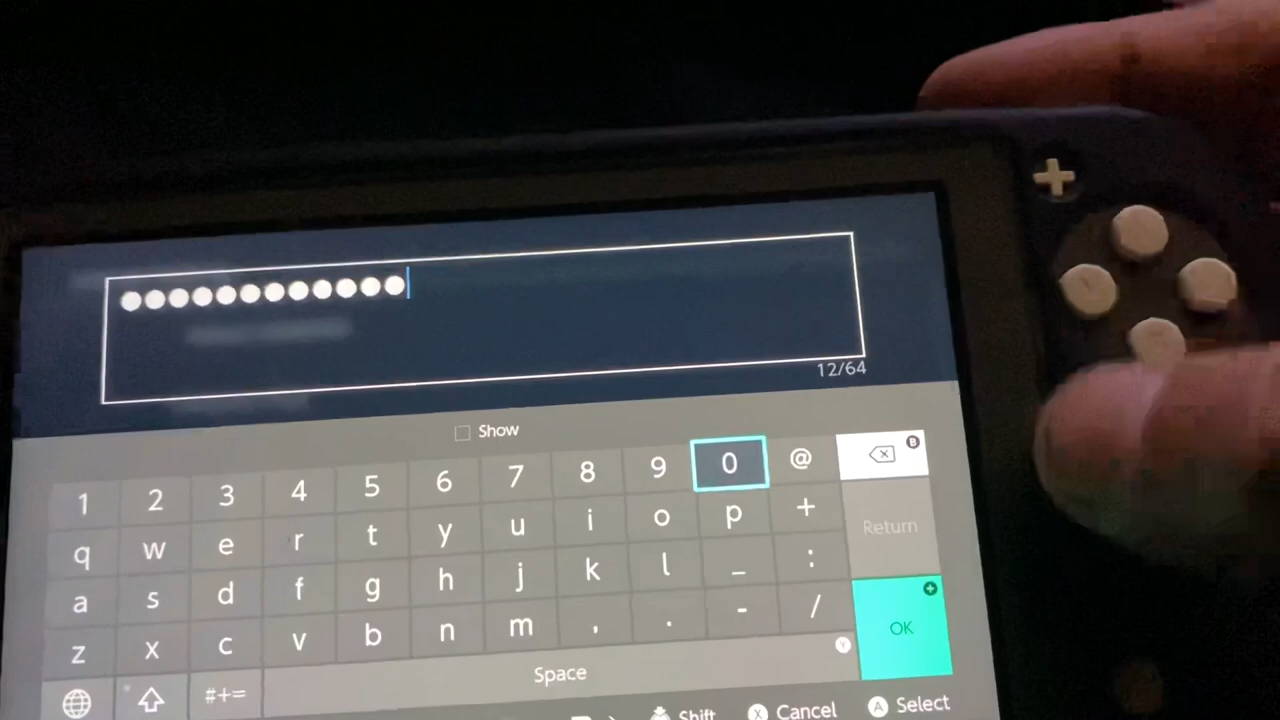 ●●●●●●●●●●●●
12/64
Show
1 2 3 4 5 6 7 8 9 0 @ B
q w e r t y u i o p + Return
a s d f g h j k l _ :
z x c v b n m , . - / OK
#+= Space Y
Shift X Cancel A Select